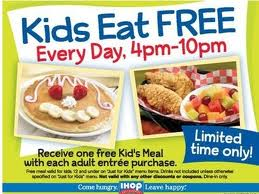 Kids Eat FREE
Every Day, 4pm-10pm
Limited
time only!
Receive one free Kid's Meal
with each adult entrée purchase.
Free meal valid for kids 12 and under on "Just for Kids" menu items. Drinks not included unless otherwise
specified on "Just for Kids" menu. Not valid with any other discounts or coupons. Dine-in only.
Come hungry. IHOP Leave happy.